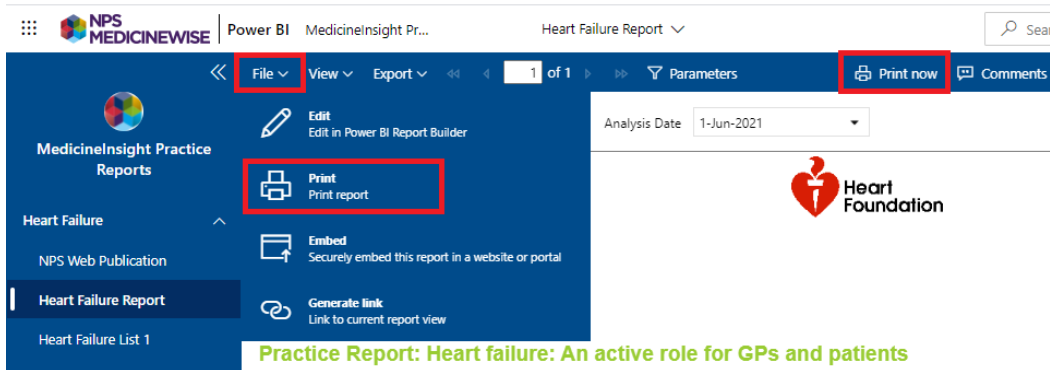 NPS
MEDICINEWISE
Power BI
MedicineInsight Pr...
Heart Failure Report
Sear
File
View
Export
1 of 1
Parameters
Print now
Comments
MedicineInsight Practice
Reports
Heart Failure
NPS Web Publication
Heart Failure Report
Heart Failure List 1
Edit
Edit in Power BI Report Builder
Print
Print report
Embed
Securely embed this report in a website or portal
Generate link
Link to current report view
Analysis Date
1-Jun-2021
Heart
Foundation
Practice Report: Heart failure: An active role for GPs and patients